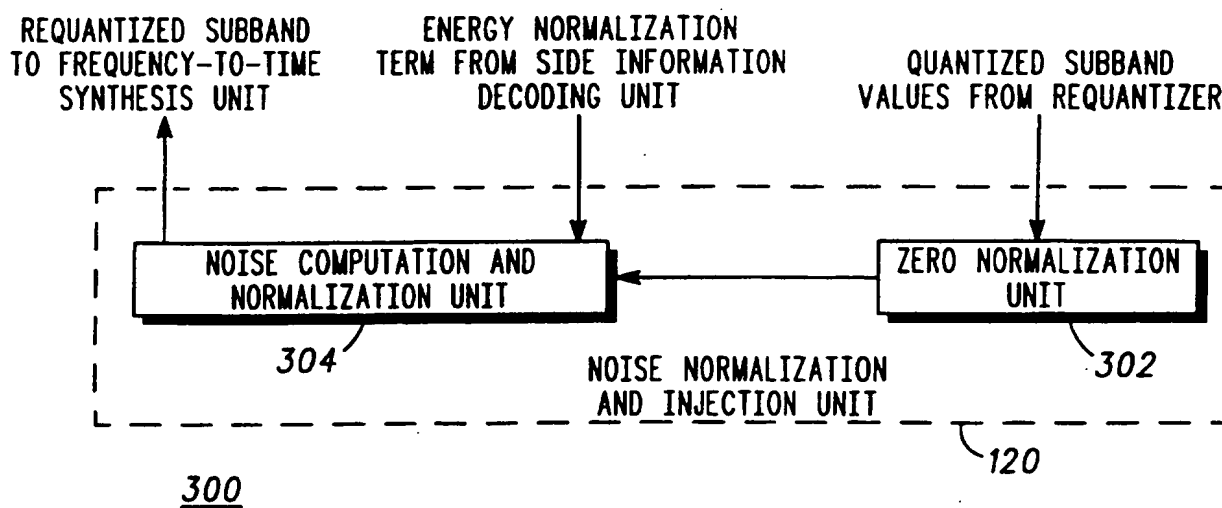 REQUANTIZED SUBBAND
TO FREQUENCY-TO-TIME
SYNTHESIS UNIT
ENERGY NORMALIZATION
TERM FROM SIDE INFORMATION
DECODING UNIT
QUANTIZED SUBBAND
VALUES FROM REQUANTIZER
NOISE COMPUTATION AND
NORMALIZATION UNIT
ZERO NORMALIZATION
UNIT
304
302
NOISE NORMALIZATION
AND INJECTION UNIT
120
300